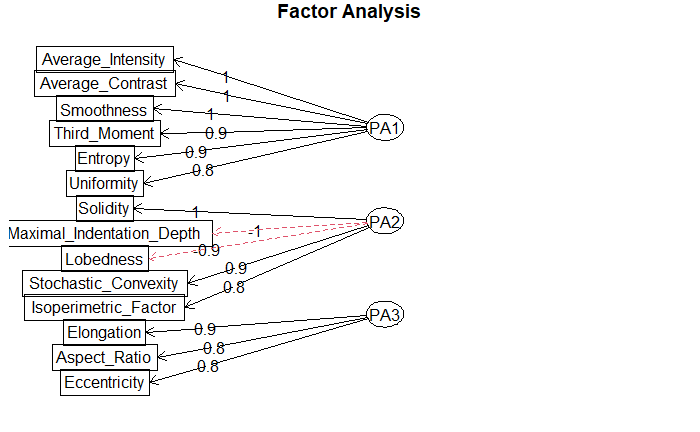 Factor Analysis
Average_Intensity
1
Average_Contrast
1
Smoothness
1
PA1
Third_Moment
0.9
Entropy
0.9
Uniformity
0.8
Solidity
1
PA2
Maximal_Indentation_Depth
-1
Lobedness
-0.9
Stochastic_Convexity
0.9
Isoperimetric_Factor
0.8
PA3
Elongation
0.9
Aspect_Ratio
0.8
Eccentricity
0.8